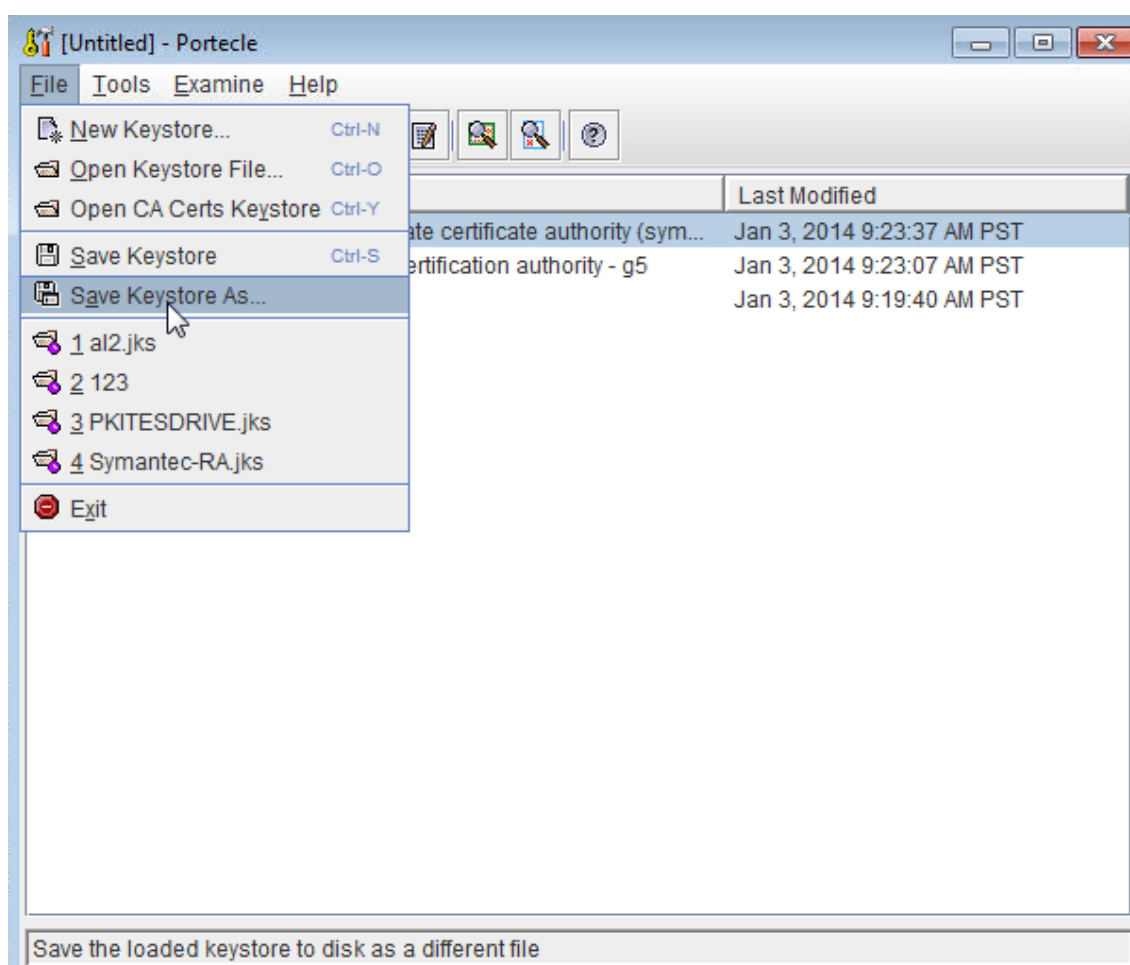 [Untitled] - Portecle
File Tools Examine Help
New Keystore... Ctrl-N
Open Keystore File... Ctrl-O
Open CA Certs Keystore Ctrl-Y
Save Keystore Ctrl-S
Save Keystore As...
1 al2.jks
2 123
3 PKITESDRIVE.jks
4 Symantec-RA.jks
Exit
Last Modified
ate certificate authority (sym... Jan 3, 2014 9:23:37 AM PST
ertification authority - g5 Jan 3, 2014 9:23:07 AM PST
Jan 3, 2014 9:19:40 AM PST
Save the loaded keystore to disk as a different file